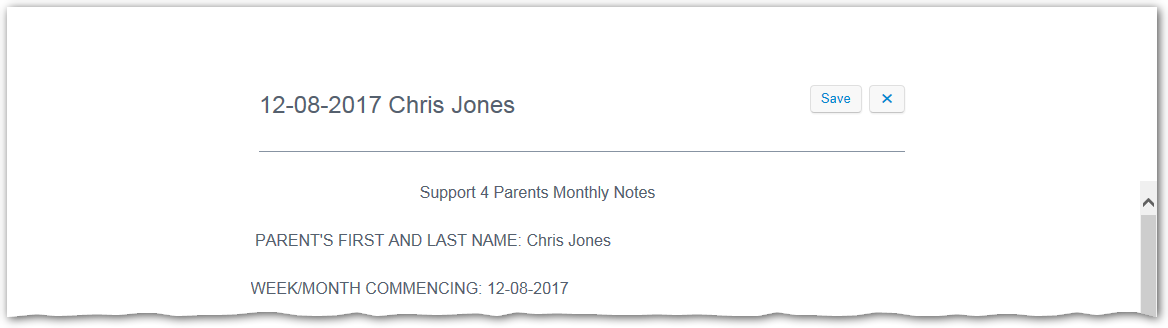 12-08-2017 Chris Jones
Save
Support 4 Parents Monthly Notes
PARENT'S FIRST AND LAST NAME: Chris Jones
WEEK/MONTH COMMENCING: 12-08-2017